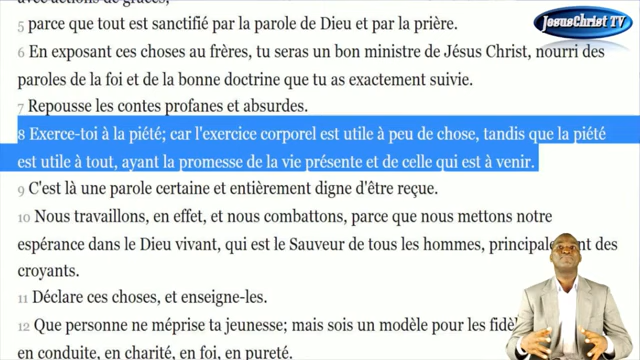 avec actions de grâces,
JesusChrist TV
5 parce que tout est sanctifié par la parole de Dieu et par la prière.
6 En exposant ces choses au frères, tu seras un bon ministre de Jésus Christ, nourri des
paroles de la foi et de la bonne doctrine que tu as exactement suivie.
7 Repousse les contes profanes et absurdes.
8 Exerce-toi à la piété; car l'exercice corporel est utile à peu de chose, tandis que la piété
est utile à tout, ayant la promesse de la vie présente et de celle qui est à venir.
9 C'est là une parole certaine et entièrement digne d'être reçue.
10 Nous travaillons, en effet, et nous combattons, parce que nous mettons notre
espérance dans le Dieu vivant, qui est le Sauveur de tous les hommes, des
croyants.
11 Déclare ces choses, et enseigne-les.
12 Que personne ne méprise ta jeunesse; mais sois un modèle pour les
en conduite, en charité, en foi, en pureté.